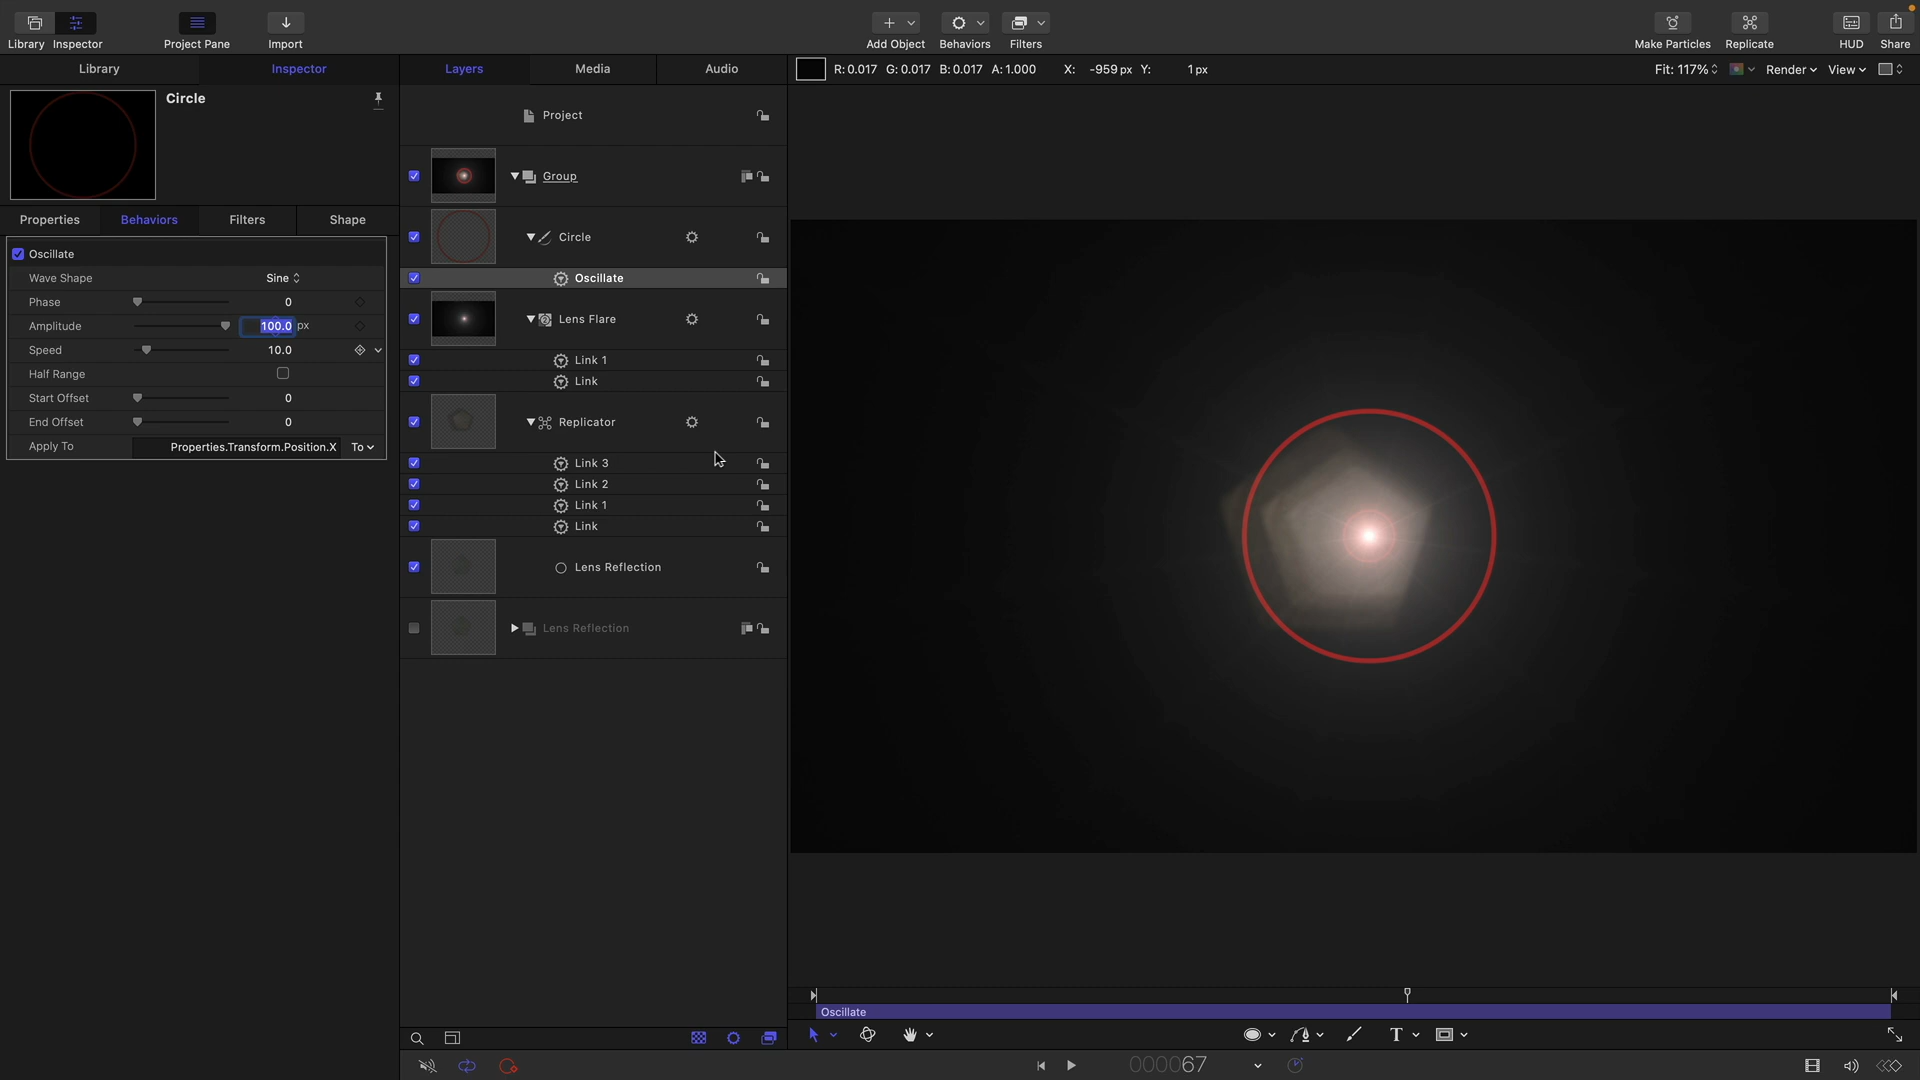 Library Inspector Project Pane Import Add Object Behaviors Filters Make Particles Replicate HUD Share
Library Inspector Layers Media Audio R: 0.017 G: 0.017 B: 0.017 A: 1.000 X: -959 px Y: 1 px Fit: 117% Render View
Circle
Project
Group
Properties Behaviors Filters Shape
Circle
Oscillate
Wave Shape Sine
Oscillate
Phase 0
Lens Flare
Amplitude 100.0 px
Speed 10.0
Link 1
Half Range
Link
Start Offset 0
End Offset 0
Replicator
Apply To Properties.Transform.Position.X To
Link 3
Link 2
Link 1
Link
Lens Reflection
Lens Reflection
Oscillate
T
000067